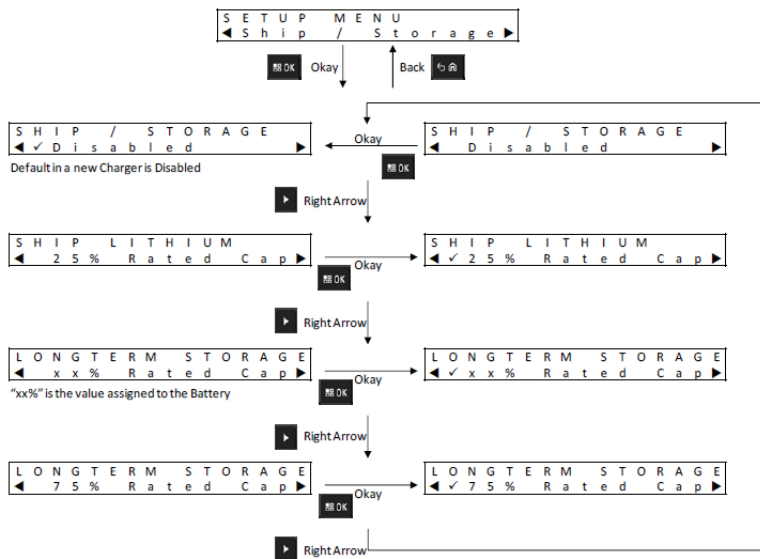 SETUP MENU
◀Ship / Storage▶
OK Okay Back
Okay
SHIP / STORAGE SHIP / STORAGE
◀✓Disabled ▶ ◀ Disabled ▶
OK
Default in a new Charger is Disabled
Right Arrow
SHIP LITHIUM SHIP LITHIUM
◀ 25% Rated Cap▶ ◀✓25% Rated Cap▶
Okay
OK
Right Arrow
LONGTERM STORAGE LONGTERM STORAGE
◀ xx% Rated Cap▶ ◀✓xx% Rated Cap▶
Okay
"xx%" is the value assigned to the Battery
OK
Right Arrow
LONGTERM STORAGE LONGTERM STORAGE
◀ 75% Rated Cap▶ ◀✓75% Rated Cap▶
Okay
OK
Right Arrow